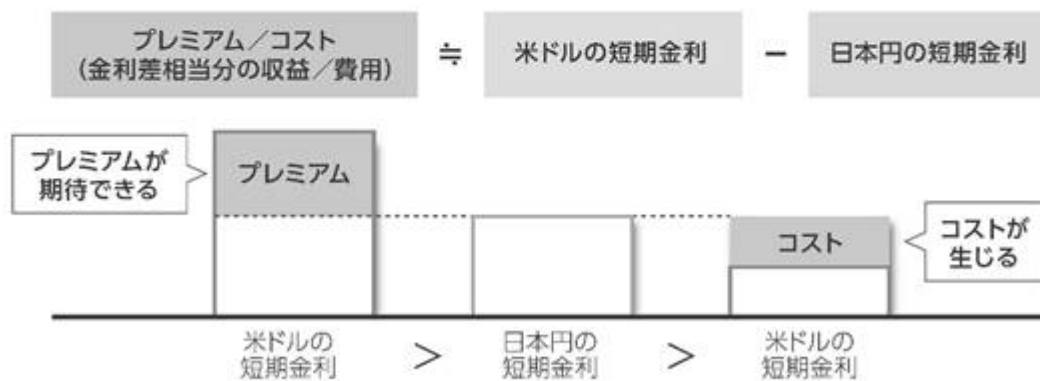 プレミアム／コスト
（金利差相当分の収益／費用）
≒
米ドルの短期金利
−
日本円の短期金利
プレミアムが
期待できる
プレミアム
コスト
コストが
生じる
米ドルの
短期金利
＞
日本円の
短期金利
＞
米ドルの
短期金利